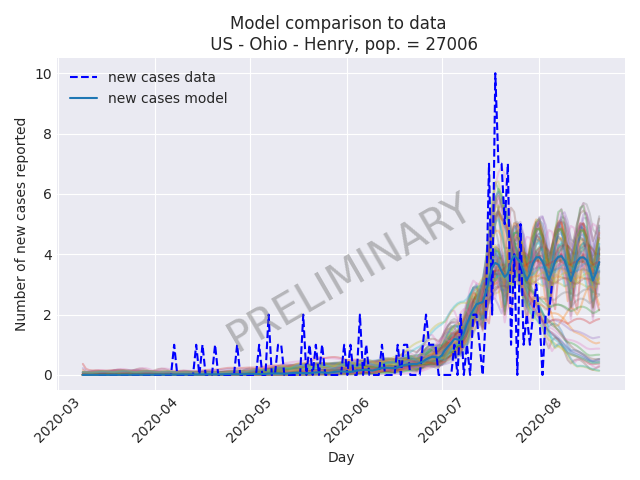 Model comparison to data
US - Ohio - Henry, pop. = 27006
new cases data
new cases model
Number of new cases reported
10
8
6
4
2
0
PRELIMINARY
2020-03
2020-04
2020-05
2020-06
2020-07
2020-08
Day